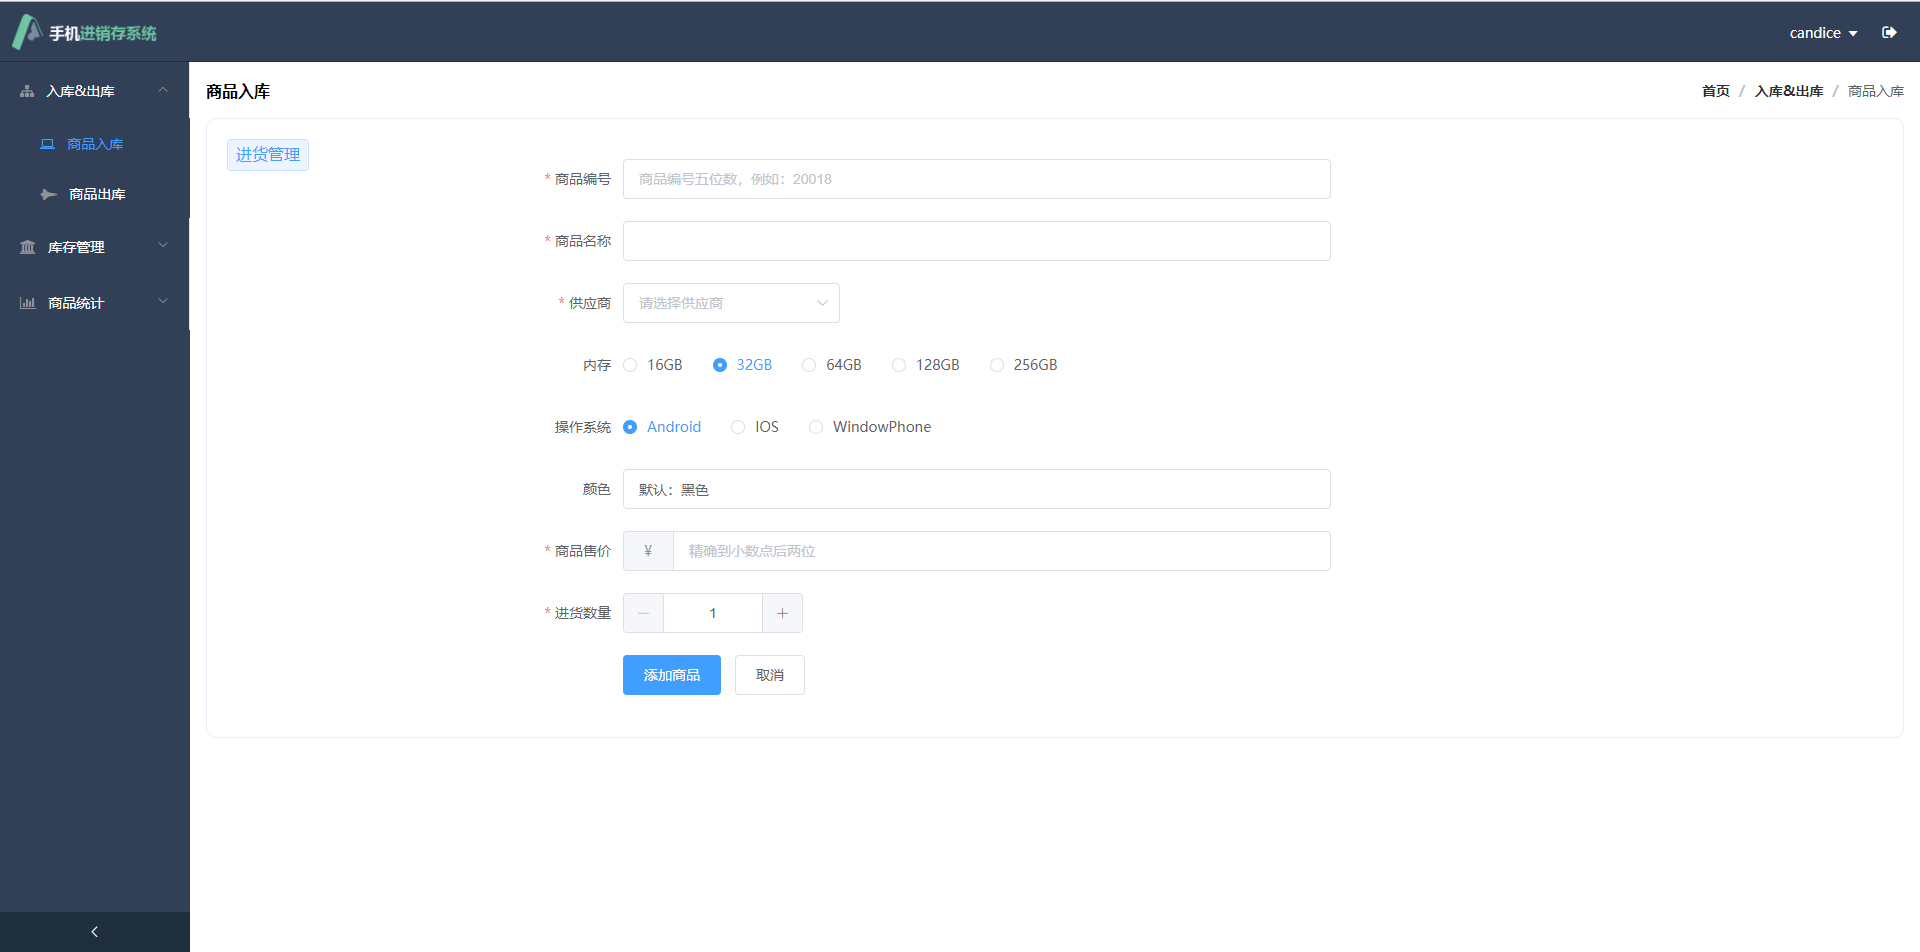 手机进销存系统
candice
入库&出库
商品入库
商品出库
库存管理
商品统计
商品入库
首页 / 入库&出库 / 商品入库
进货管理
* 商品编号 商品编号五位数，例如：20018
* 商品名称
* 供应商 请选择供应商
内存 16GB 32GB 64GB 128GB 256GB
操作系统 Android IOS WindowPhone
颜色 默认：黑色
* 商品售价 ¥ 精确到小数点后两位
* 进货数量 1
添加商品 取消